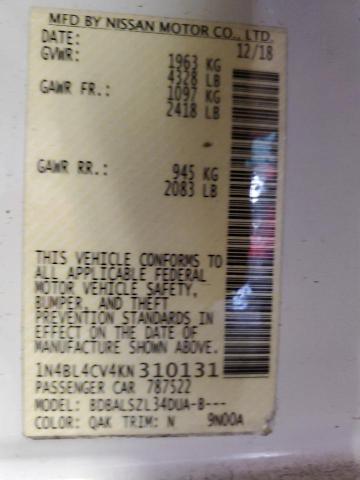 MFD BY NISSAN MOTOR CO., LTD.
DATE: 12/18
GVWR: 1963 KG
4328 LB
GAWR FR.: 1097 KG
2418 LB
GAWR RR.: 945 KG
2083 LB
THIS VEHICLE CONFORMS TO
ALL APPLICABLE FEDERAL
MOTOR VEHICLE SAFETY,
BUMPER, AND THEFT
PREVENTION STANDARDS IN
EFFECT ON THE DATE OF
MANUFACTURE SHOWN ABOVE.
1N4BL4CV4KN310131
PASSENGER CAR 787522
MODEL: BDBALSZL34DUA-B---
COLOR: QAK TRIM: N 9N00A